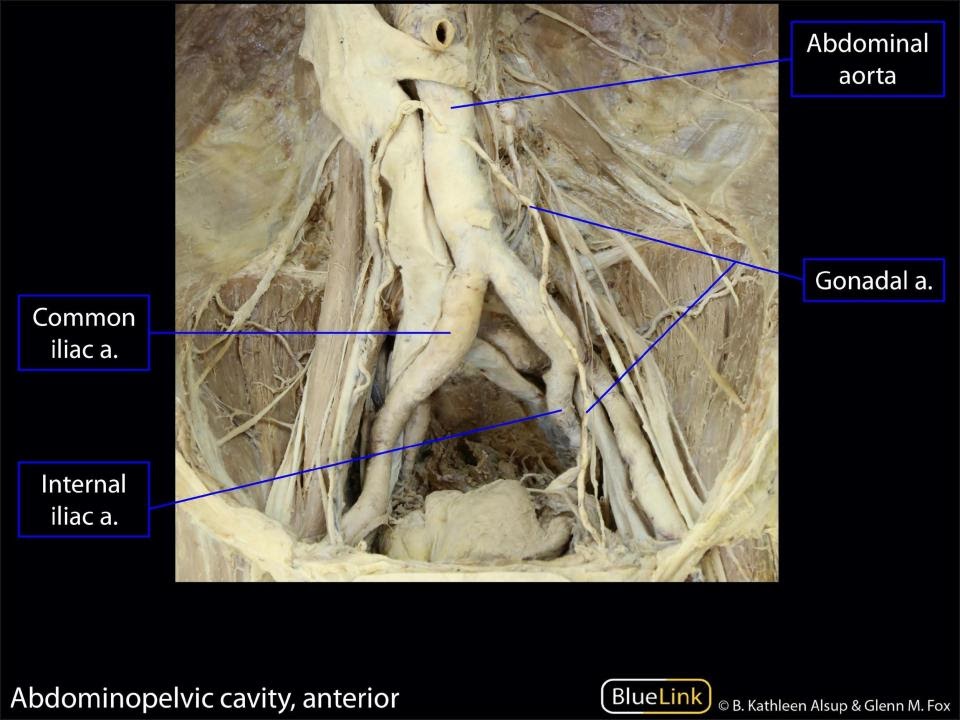 Abdominal
aorta
Gonadal a.
Common
iliac a.
Internal
iliac a.
Abdominopelvic cavity, anterior
BlueLink
© B. Kathleen Alsup & Glenn M. Fox